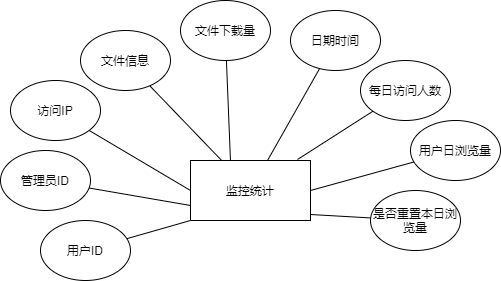 文件下载量
日期时间
文件信息
每日访问人数
访问IP
用户日浏览量
管理员ID
监控统计
是否重置本日浏
览量
用户ID